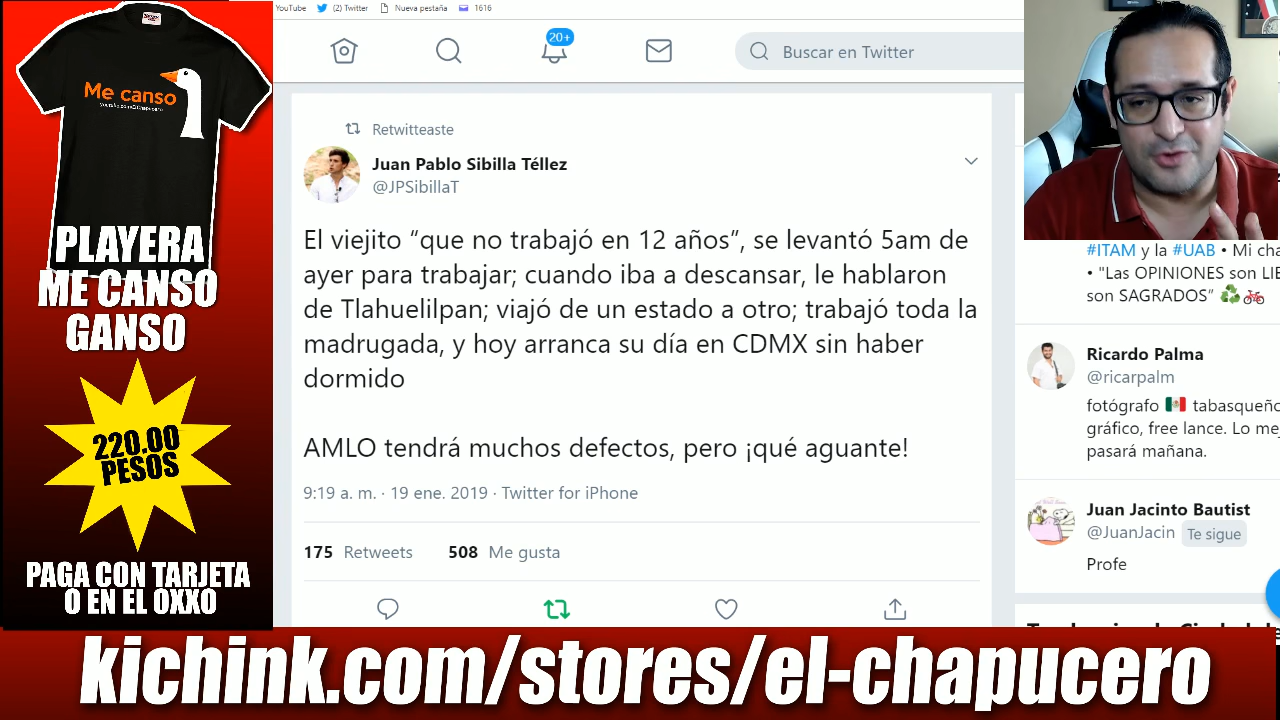 YouTube
(2) Twitter
Nueva pestaña
1616
20+
Buscar en Twitter
Me canso
PLAYERA
ME CANSO
GANSO
220.00
PESOS
PAGA CON TARJETA
O EN EL OXXO
Retwitteaste
Juan Pablo Sibilla Téllez
@JPSibillaT
El viejito “que no trabajó en 12 años”, se levantó 5am de
ayer para trabajar; cuando iba a descansar, le hablaron
de Tlahuelilpan; viajó de un estado a otro; trabajó toda la
madrugada, y hoy arranca su día en CDMX sin haber
dormido
AMLO tendrá muchos defectos, pero ¡qué aguante!
9:19 a. m. · 19 ene. 2019 · Twitter for iPhone
175 Retweets 508 Me gusta
#ITAM y la #UAB • Mi cha
• "Las OPINIONES son LIE
son SAGRADOS”
Ricardo Palma
@ricarpalm
fotógrafo tabasqueño
gráfico, free lance. Lo mej
pasará mañana.
Juan Jacinto Bautist
@JuanJacin Te sigue
Profe
kichink.com/stores/el-chapucero